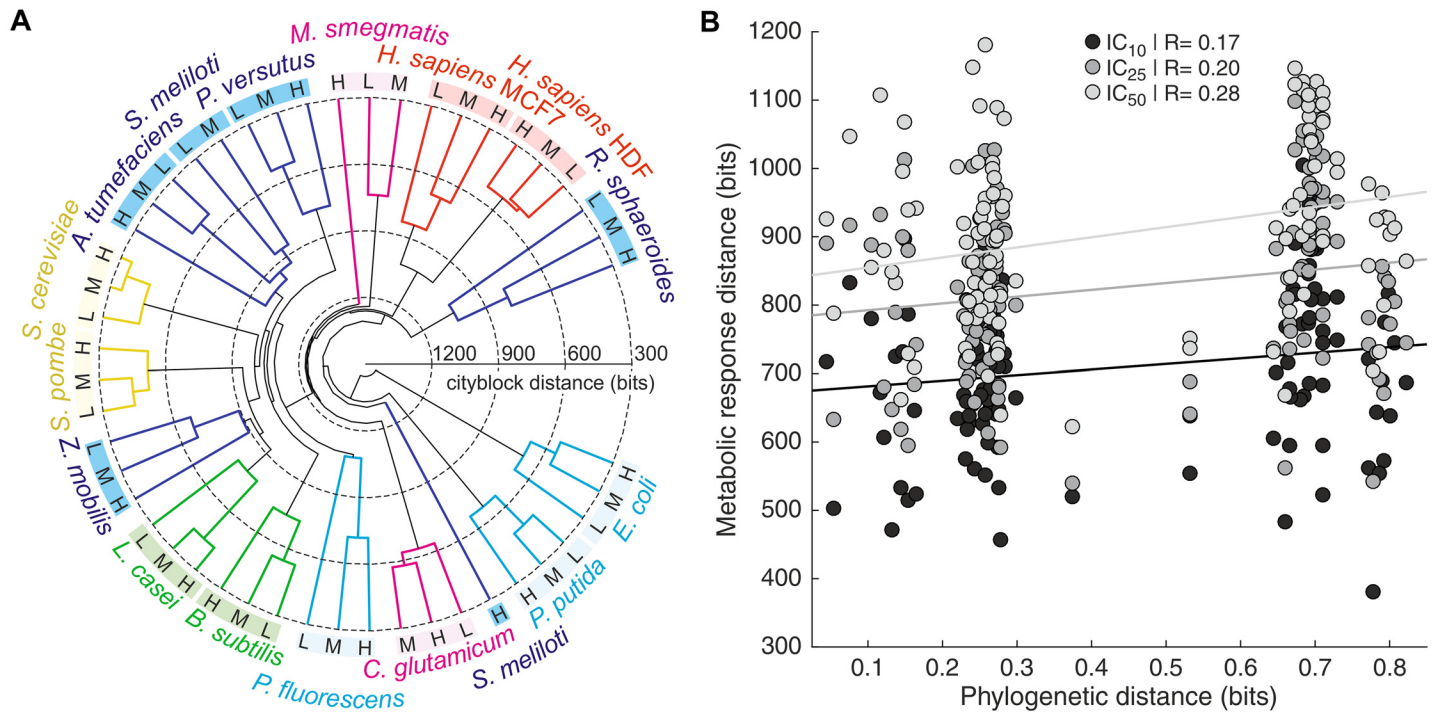 A
M. smegmatis
H. sapiens MCF7
H. sapiens HDF
R. sphaeroides
P. versutus
S. meliloti
A. tumefaciens
S. cerevisiae
S. pombe
Z. mobilis
L. casei
B. subtilis
P. fluorescens
C. glutamicum
S. meliloti
P. putida
E. coli
H L M
L M H
H M L
L M H
L M H
L M
H M L
L M H
L M H
L M H
L M H
H M L
L M H
M H L
H
H M L
L M H
1200 900 600 300
cityblock distance (bits)
B
IC10 | R= 0.17
IC25 | R= 0.20
IC50 | R= 0.28
Metabolic response distance (bits)
1200
1100
1000
900
800
700
600
500
400
300
0.1 0.2 0.3 0.4 0.5 0.6 0.7 0.8
Phylogenetic distance (bits)